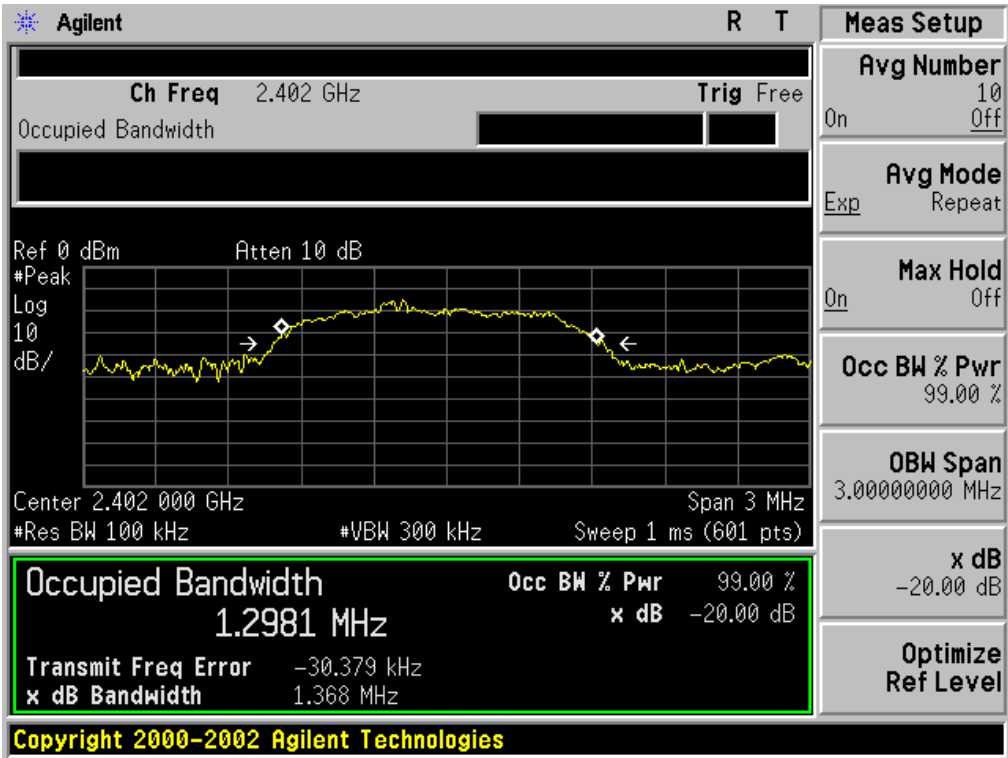 Agilent R T
Ch Freq 2.402 GHz Trig Free
Occupied Bandwidth
Ref 0 dBm Atten 10 dB
#Peak
Log
10
dB/
Center 2.402 000 GHz Span 3 MHz
#Res BW 100 kHz #VBW 300 kHz Sweep 1 ms (601 pts)
Occupied Bandwidth Occ BW % Pwr 99.00 %
1.2981 MHz x dB -20.00 dB
Transmit Freq Error -30.379 kHz
x dB Bandwidth 1.368 MHz
Copyright 2000-2002 Agilent Technologies
Meas Setup
Avg Number
10
On Off
Avg Mode
Exp Repeat
Max Hold
On Off
Occ BW % Pwr
99.00 %
OBW Span
3.00000000 MHz
x dB
-20.00 dB
Optimize
Ref Level